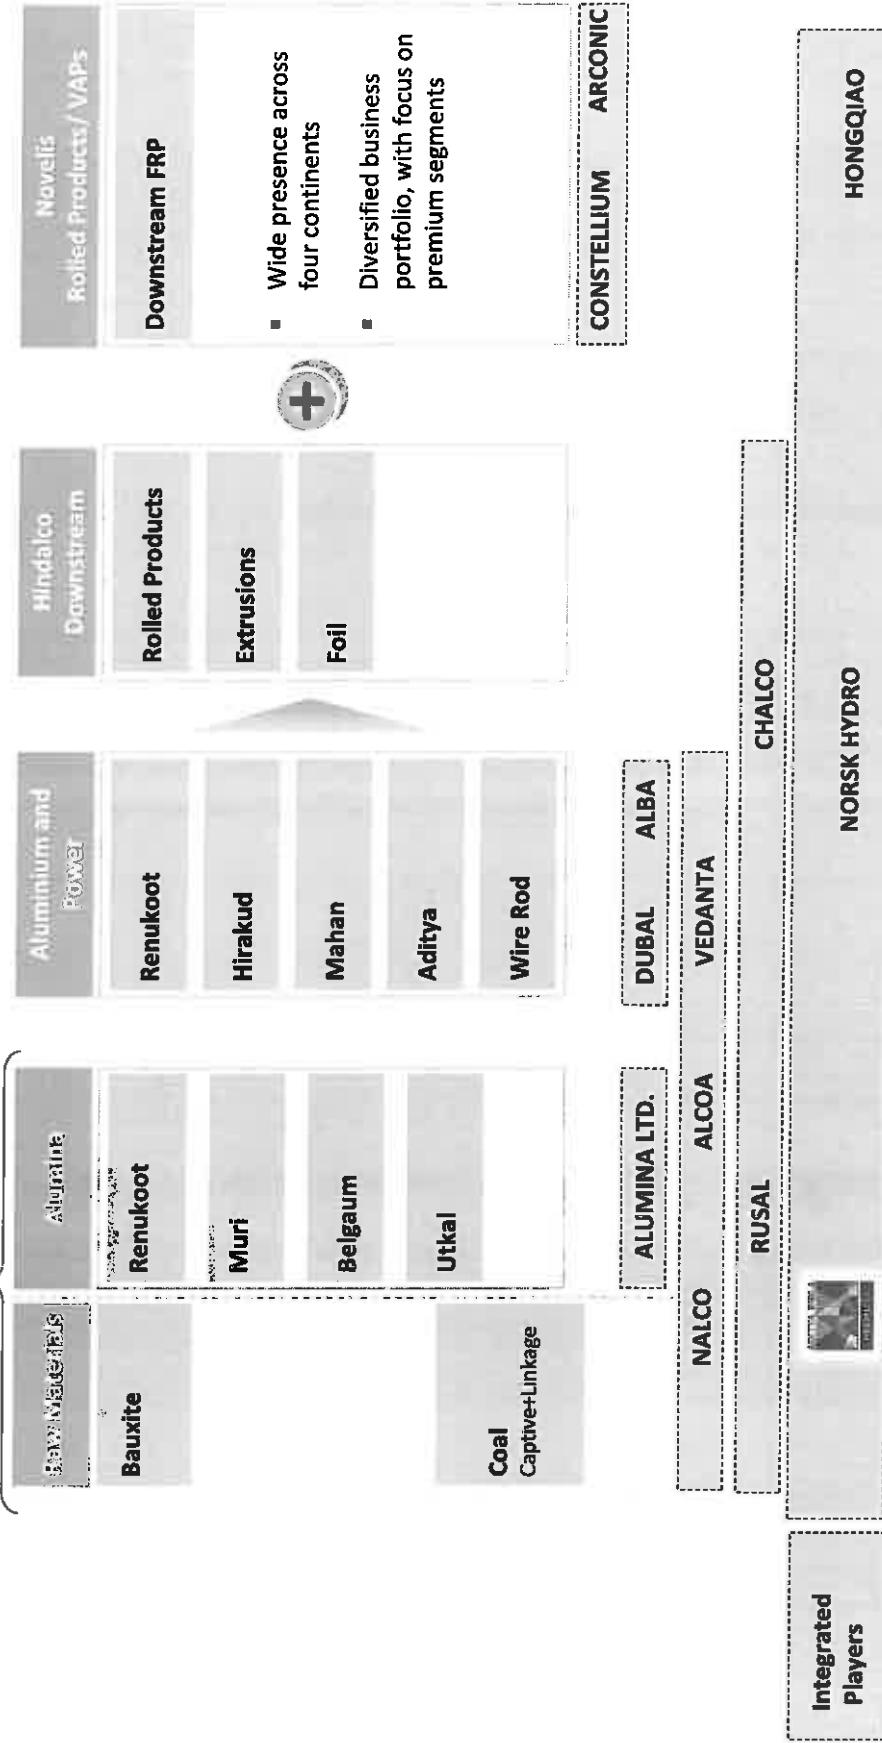 Raw Materials
Bauxite
Coal
Captive+Linkage
Alumina
Renukoot
Muri
Belgaum
Utkal
Aluminium and
Power
Renukoot
Hirakud
Mahan
Aditya
Wire Rod
Hindalco
Downstream
Rolled Products
Extrusions
Foil
+
Novelis
Rolled Products/ VAPs
Downstream FRP
▪ Wide presence across
four continents
▪ Diversified business
portfolio, with focus on
premium segments
CONSTELLIUM ARCONIC
ALUMINA LTD.
DUBAL ALBA
NALCO ALCOA VEDANTA
RUSAL CHALCO
Integrated
Players
NORSK HYDRO HONGQIAO